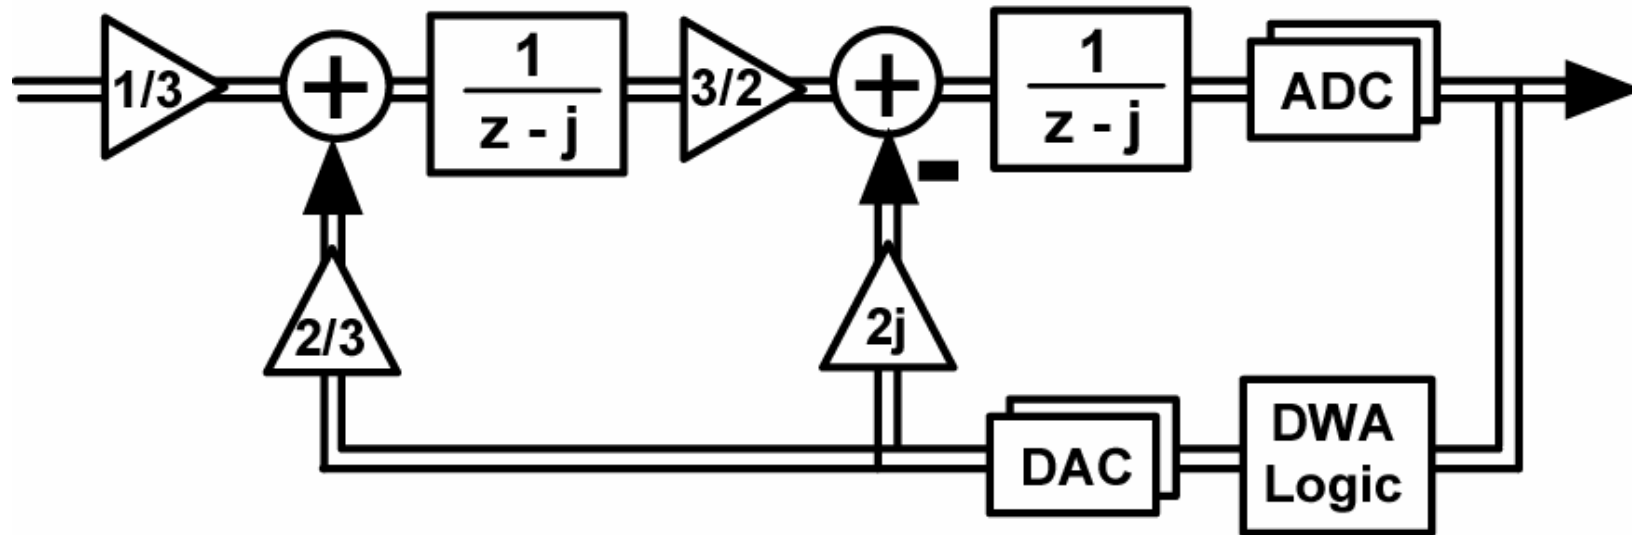 1/3
+
1
z - j
3/2
+
1
z - j
ADC
-
2/3
2j
DAC
DWA
Logic